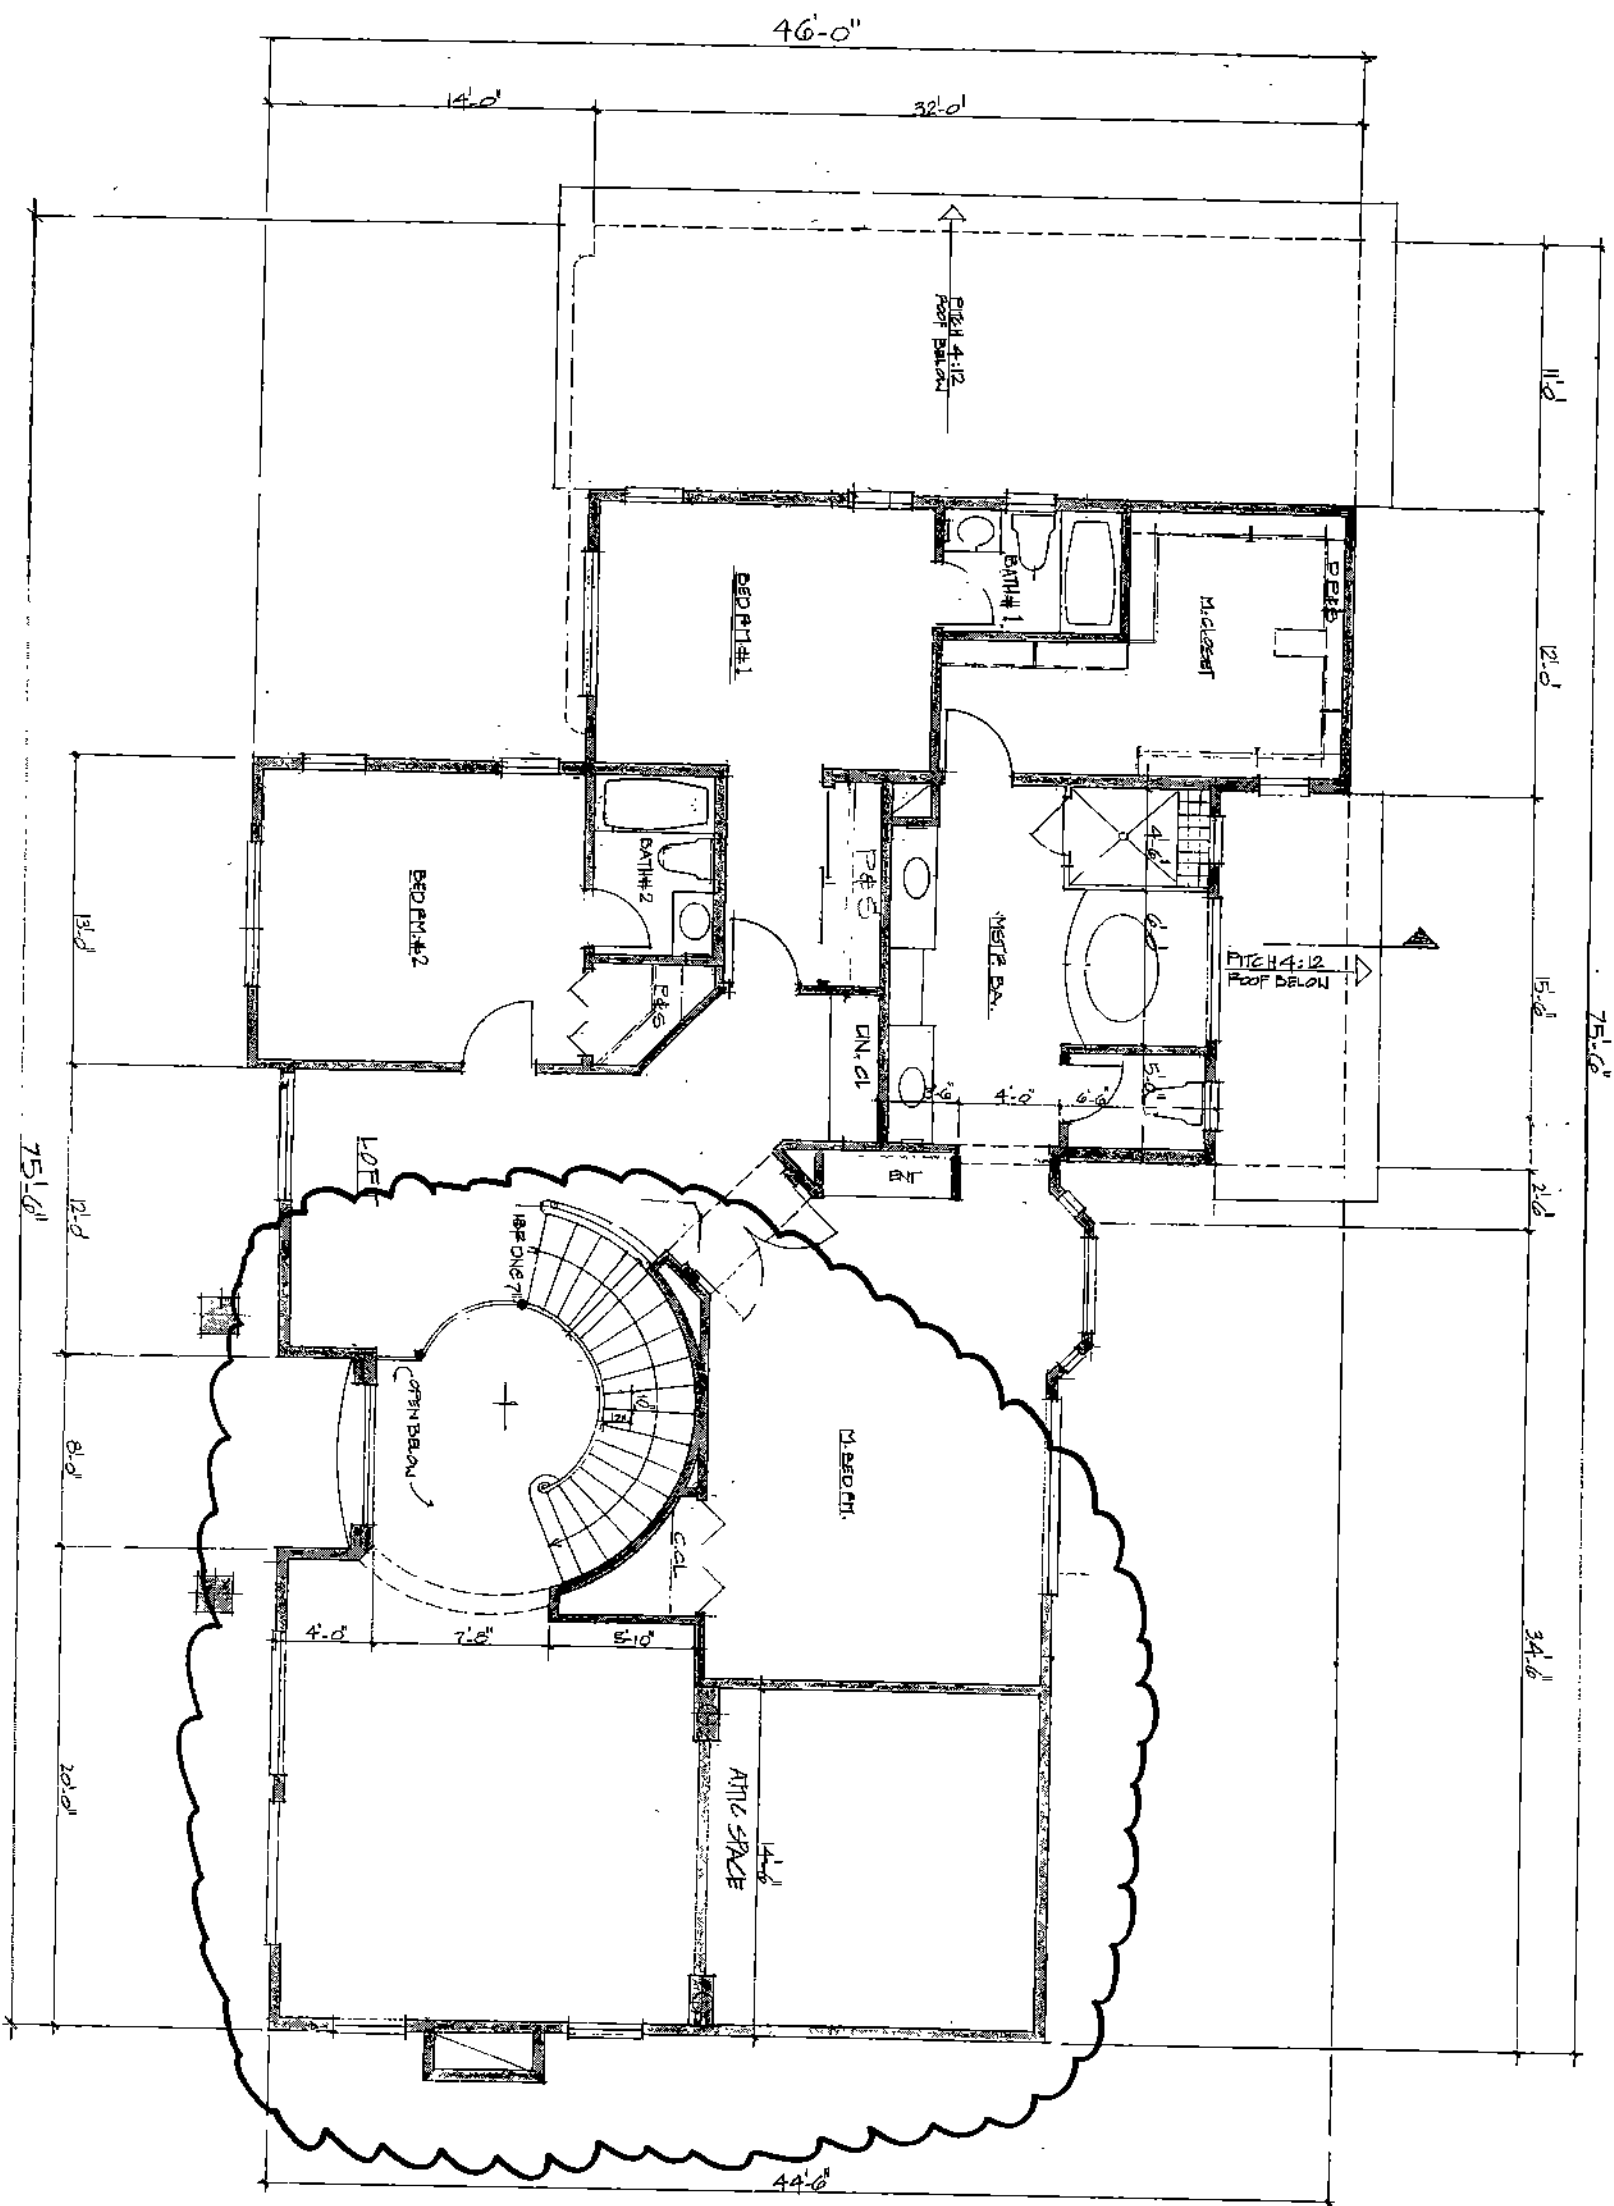 46'-0"
14'-0"
32'-0"
PITCH 4:12
ROOF BELOW
11'-0"
BED RM #1
BATH #1
M.CLOSET
12'-0"
BED RM. #2
BATH #2
P&S
P&S
LIN. CL
MSTR BA.
4'-6"
6'-0"
5'-0"
4'-0"
6'-6"
PITCH 4:12
ROOF BELOW
15'-6"
75'-6"
13'-0"
ENT
2'-6"
LOFT
12'-0"
75'-6"
10"
12"
OPEN BELOW
M. BED RM.
C.CL
8'-0"
34'-6"
4'-0"
7'-8"
5'-10"
ATTIC SPACE
14'-6"
20'-0"
44'-6"